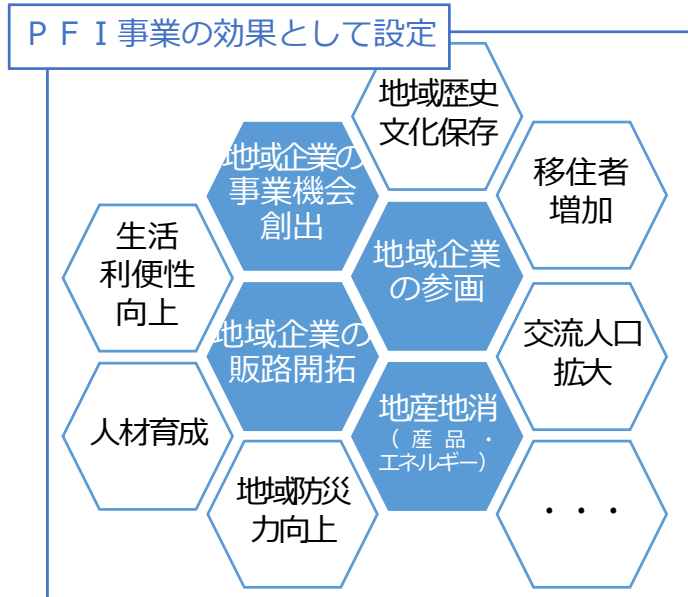 ＰＦＩ事業の効果として設定
地域歴史
文化保存
地域企業の
事業機会
創出
移住者
増加
生活
利便性
向上
地域企業
の参画
地域企業の
販路開拓
交流人口
拡大
人材育成
地産地消
（産品・
エネルギー）
地域防災
力向上
・・・